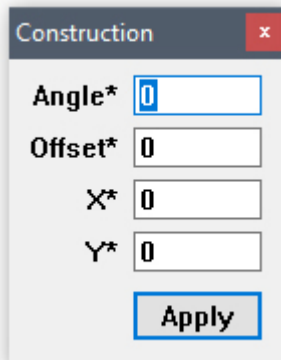 Construction x
Angle* 0
Offset* 0
X* 0
Y* 0
Apply